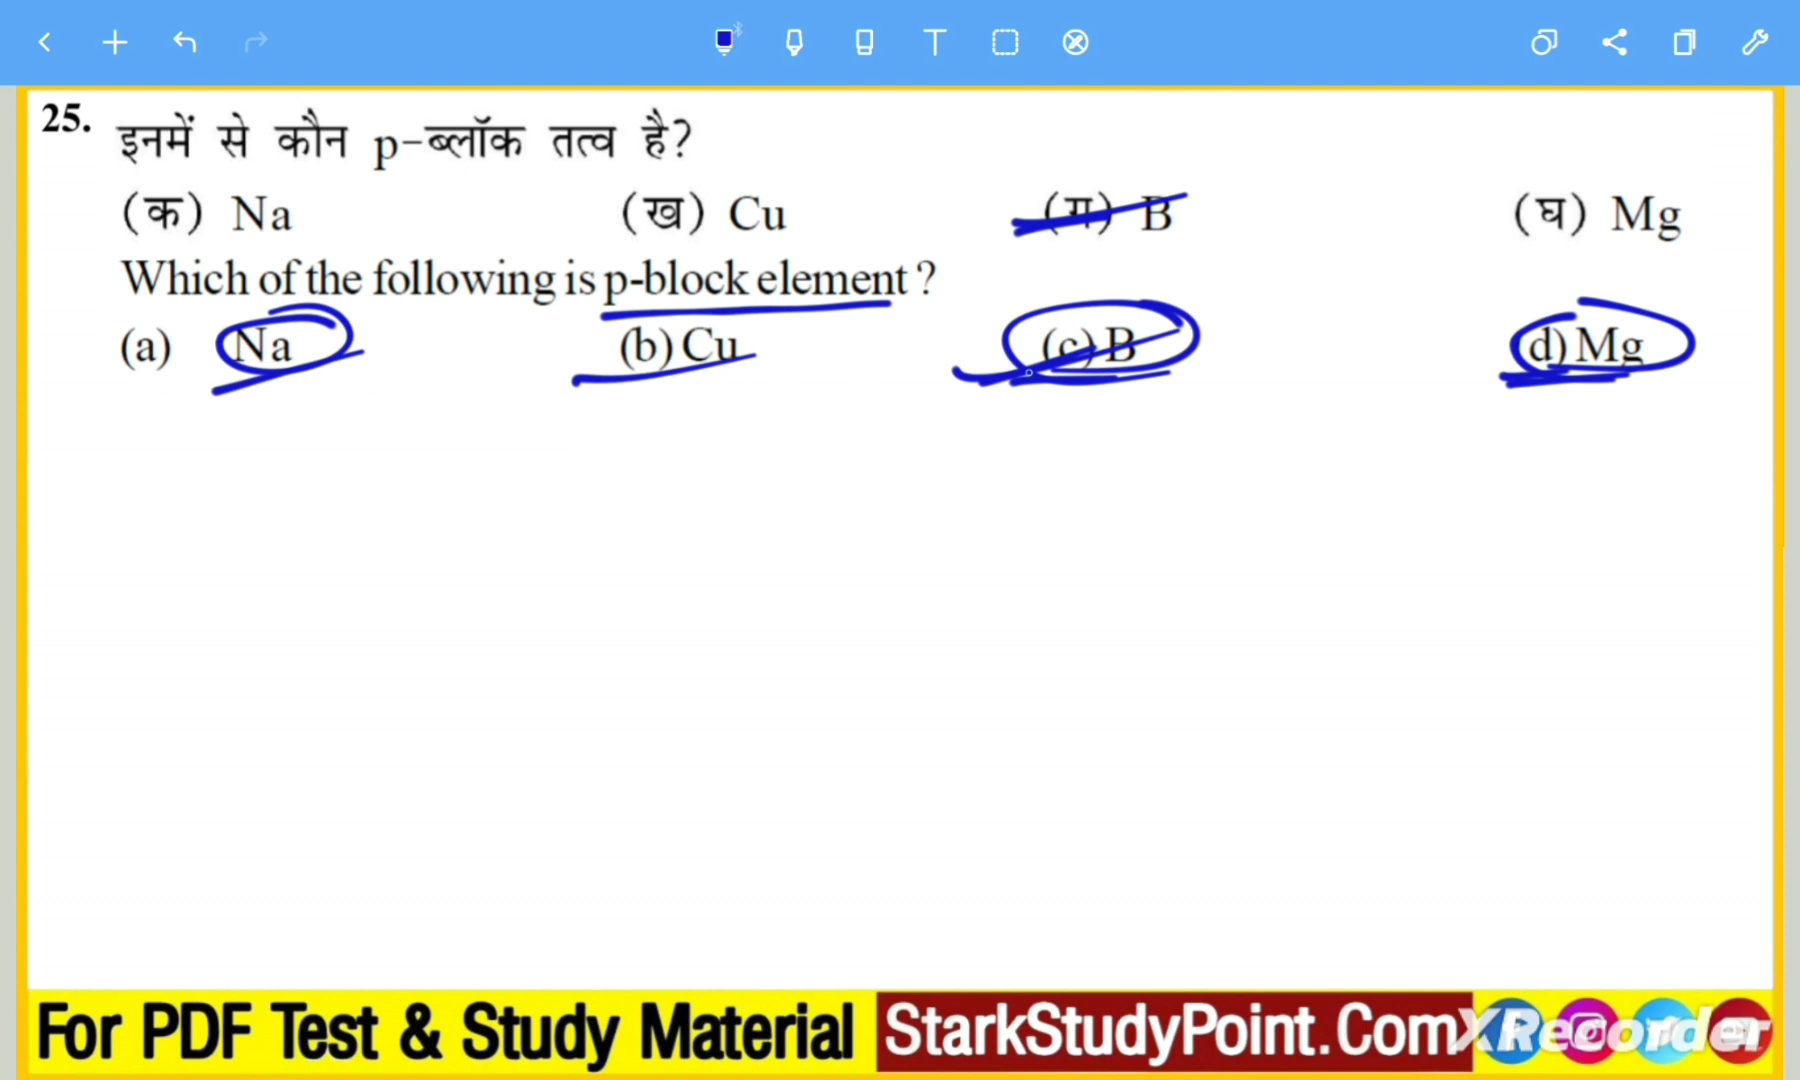 25. इनमें से कौन p-ब्लॉक तत्व है?
(क) Na (ख) Cu (ग) B (घ) Mg
Which of the following is p-block element ?
(a) Na (b) Cu (c) B (d) Mg
For PDF Test & Study Material StarkStudyPoint.Com XRecorder